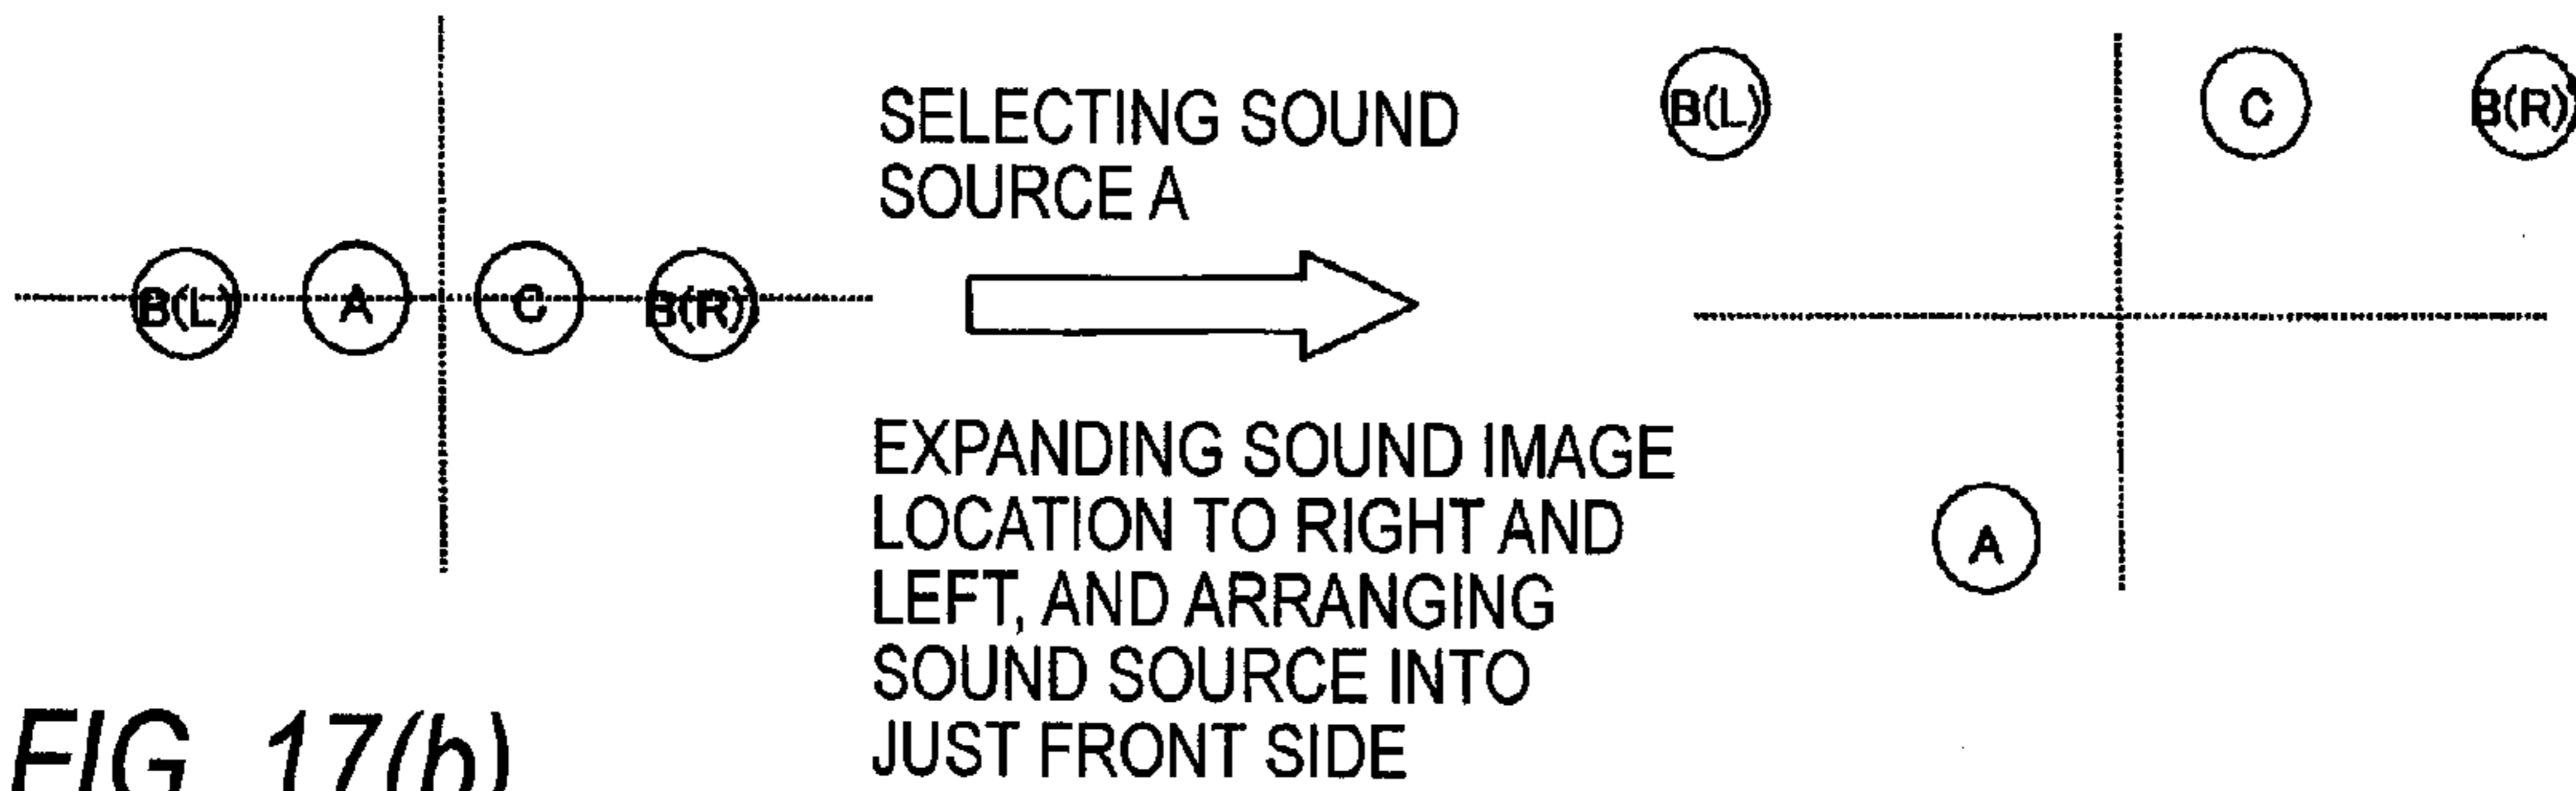 B(L) A C B(R)
SELECTING SOUND
SOURCE A
EXPANDING SOUND IMAGE
LOCATION TO RIGHT AND
LEFT, AND ARRANGING
SOUND SOURCE INTO
JUST FRONT SIDE
B(L) C B(R)
A
FIG. 17(b)